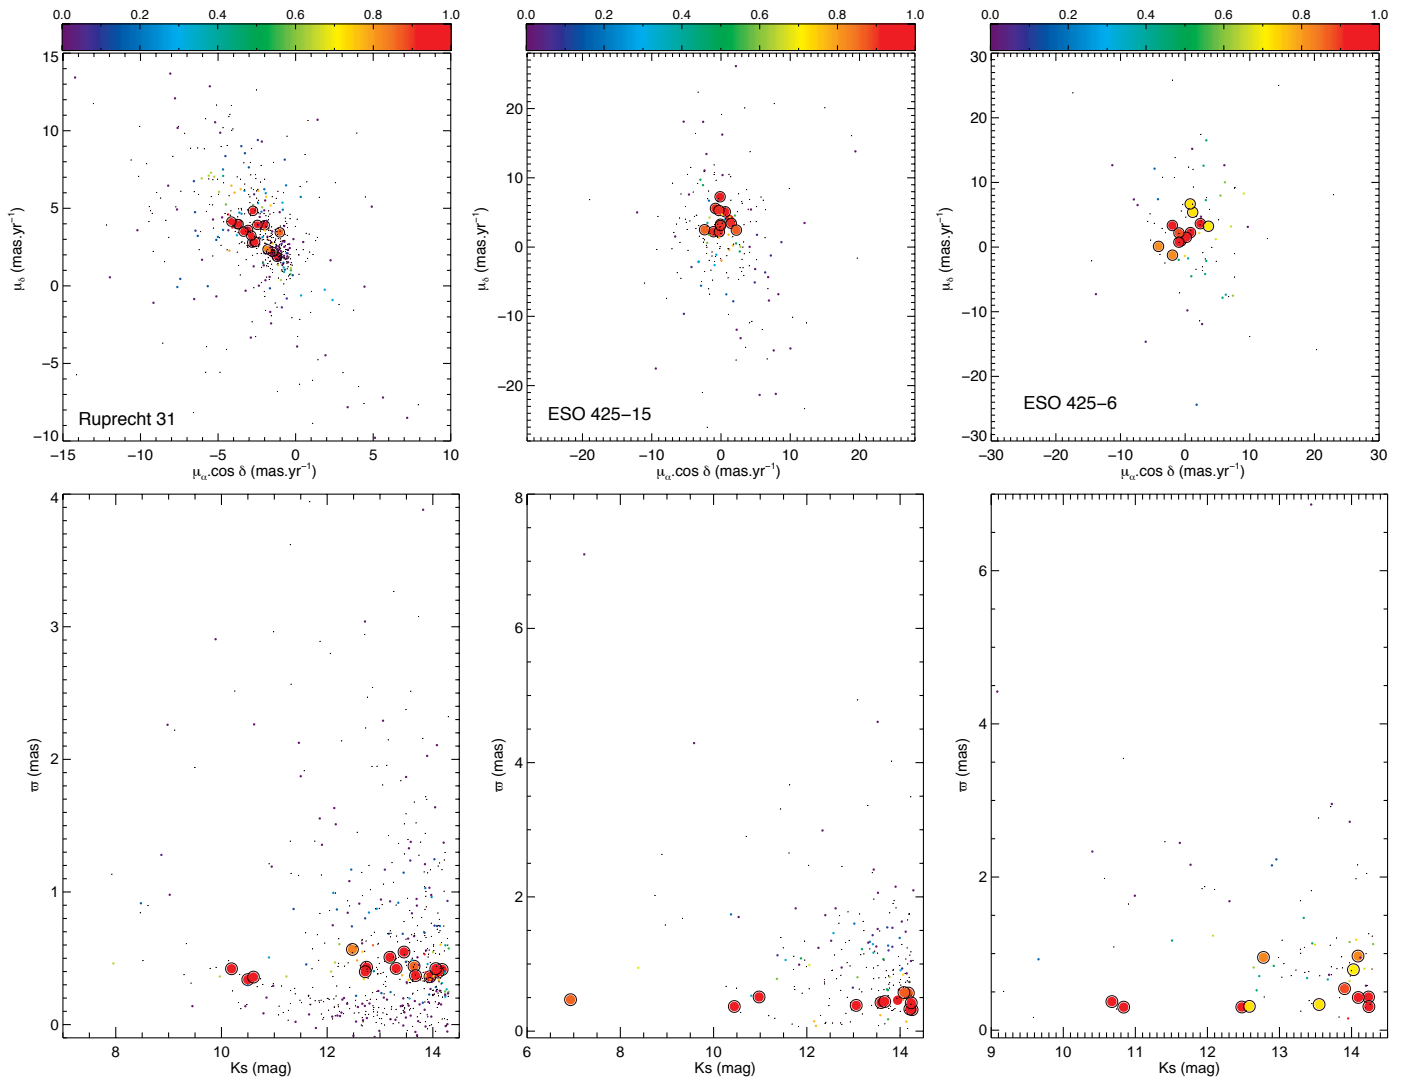 0.0 0.2 0.4 0.6 0.8 1.0 0.0 0.2 0.4 0.6 0.8 1.0 0.0 0.2 0.4 0.6 0.8 1.0
15
10
5
0
−5
−10
μδ (mas.yr−1)
Ruprecht 31
−15 −10 −5 0 5 10
μα.cos δ (mas.yr−1)
20
10
0
−10
−20
μδ (mas.yr−1)
ESO 425−15
−20 −10 0 10 20
μα.cos δ (mas.yr−1)
30
20
10
0
−10
−20
−30
μδ (mas.yr−1)
ESO 425−6
−30 −20 −10 0 10 20 30
μα.cos δ (mas.yr−1)
4
3
2
1
0
ϖ (mas)
8 10 12 14
Ks (mag)
8
6
4
2
0
ϖ (mas)
6 8 10 12 14
Ks (mag)
6
4
2
0
ϖ (mas)
9 10 11 12 13 14
Ks (mag)